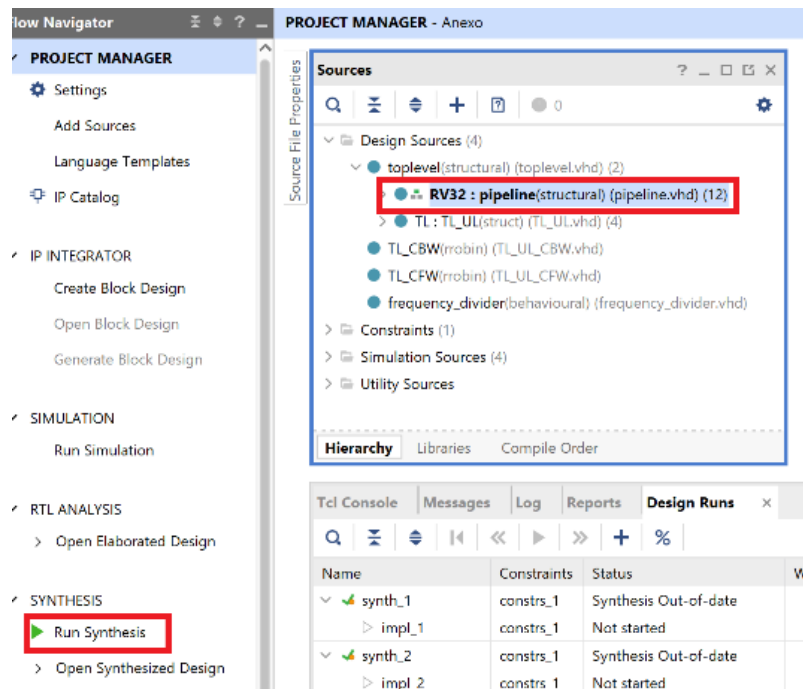 low Navigator ? _
PROJECT MANAGER
Settings
Add Sources
Language Templates
IP Catalog
IP INTEGRATOR
Create Block Design
Open Block Design
Generate Block Design
SIMULATION
Run Simulation
RTL ANALYSIS
Open Elaborated Design
SYNTHESIS
Run Synthesis
Open Synthesized Design
PROJECT MANAGER - Anexo
Source File Properties
Sources ? _
0
Design Sources (4)
toplevel(structural) (toplevel.vhd) (2)
RV32 : pipeline(structural) (pipeline.vhd) (12)
TL : TL_UL(struct) (TL_UL.vhd) (4)
TL_CBW(rrobin) (TL_UL_CBW.vhd)
TL_CFW(rrobin) (TL_UL_CFW.vhd)
frequency_divider(behavioural) (frequency_divider.vhd)
Constraints (1)
Simulation Sources (4)
Utility Sources
Hierarchy Libraries Compile Order
Tcl Console Messages Log Reports Design Runs ×
%
Name Constraints Status W
synth_1 constrs_1 Synthesis Out-of-date
impl_1 constrs_1 Not started
synth_2 constrs_1 Synthesis Out-of-date
impl_2 constrs_1 Not started